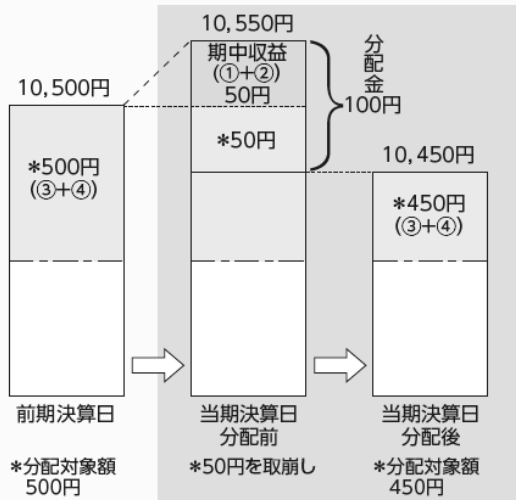 10,500円
*500円
(③+④)
前期決算日
*分配対象額
500円
10,550円
期中収益
(①+②)
50円
*50円
分配金
100円
当期決算日
分配前
*50円を取崩し
10,450円
*450円
(③+④)
当期決算日
分配後
*分配対象額
450円